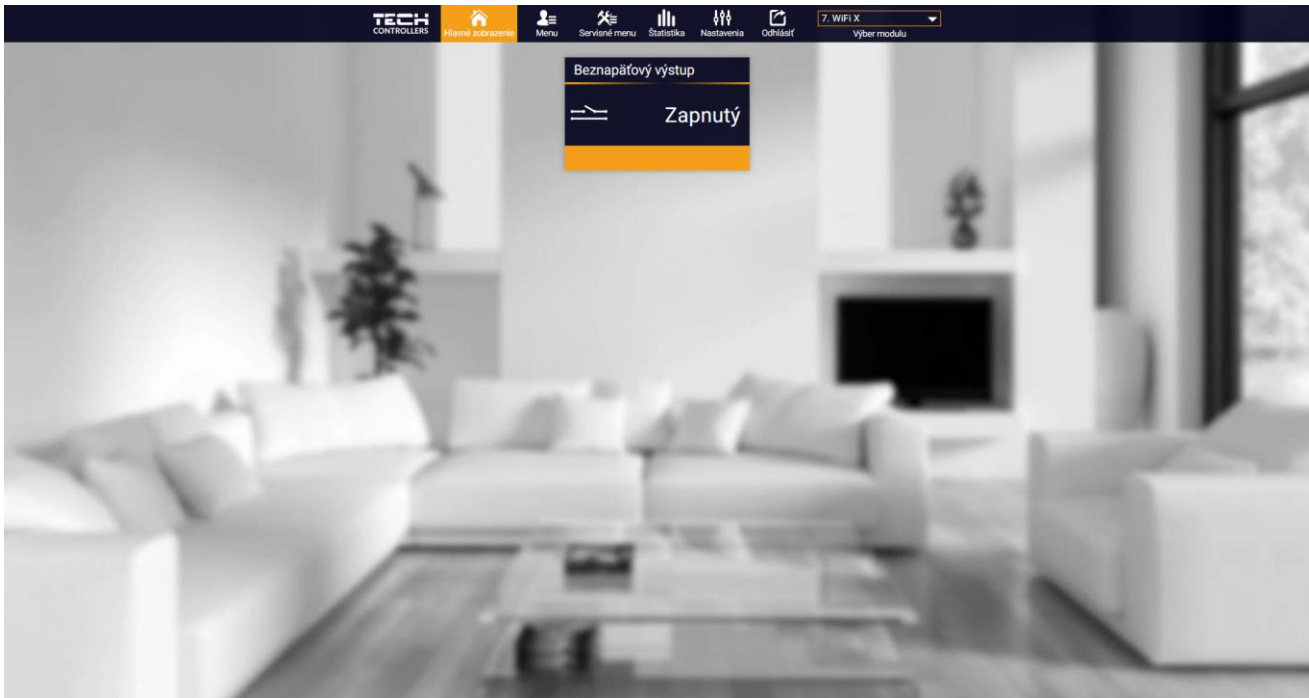 TECH
CONTROLLERS
Hlavné zobrazenie
Menu
Servisné menu
Štatistika
Nastavenia
Odhlásiť
7. WiFi X
Výber modulu
Beznapäťový výstup
Zapnutý